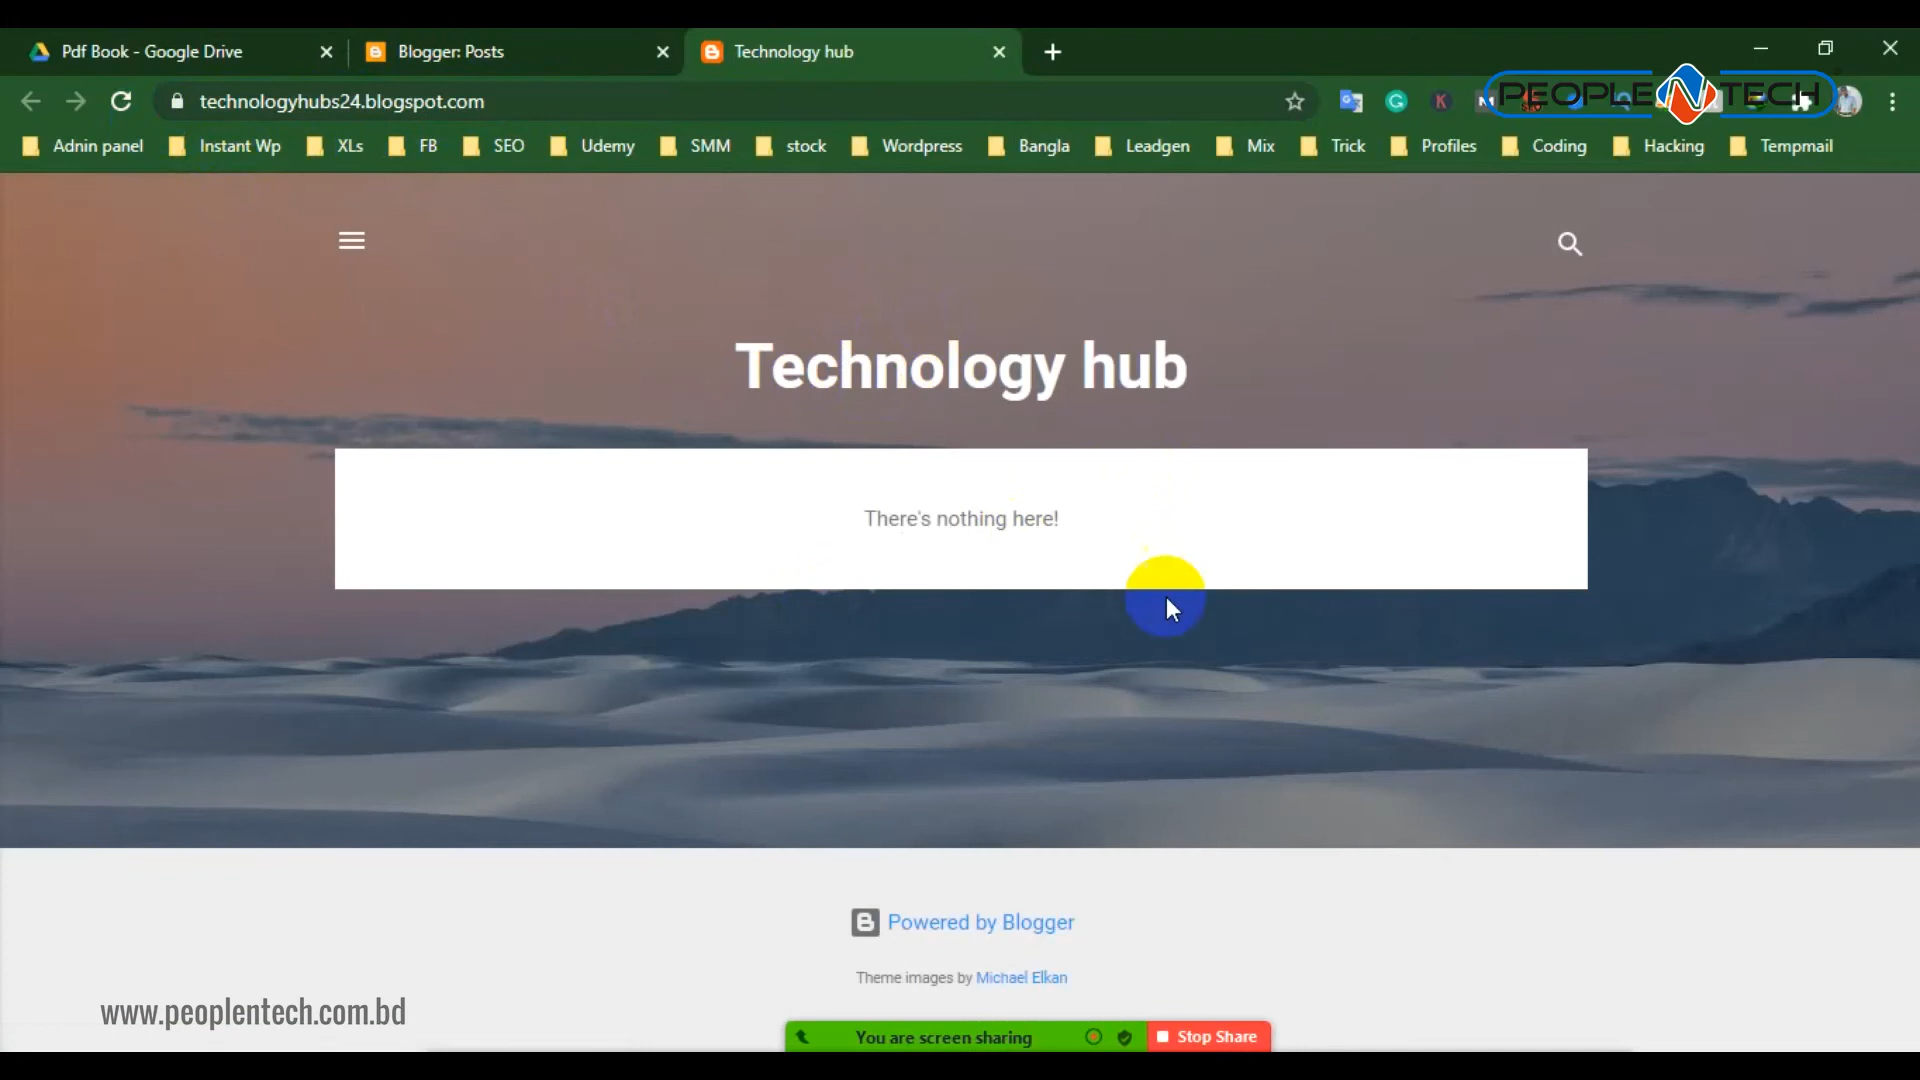 Pdf Book - Google Drive
Blogger: Posts
Technology hub
technologyhubs24.blogspot.com
PEOPLE N TECH
Adnin panel
Instant Wp
XLs
FB
SEO
Udemy
SMM
stock
Wordpress
Bangla
Leadgen
Mix
Trick
Profiles
Coding
Hacking
Tempmail
Technology hub
There's nothing here!
Powered by Blogger
Theme images by Michael Elkan
www.peoplentech.com.bd
You are screen sharing
Stop Share